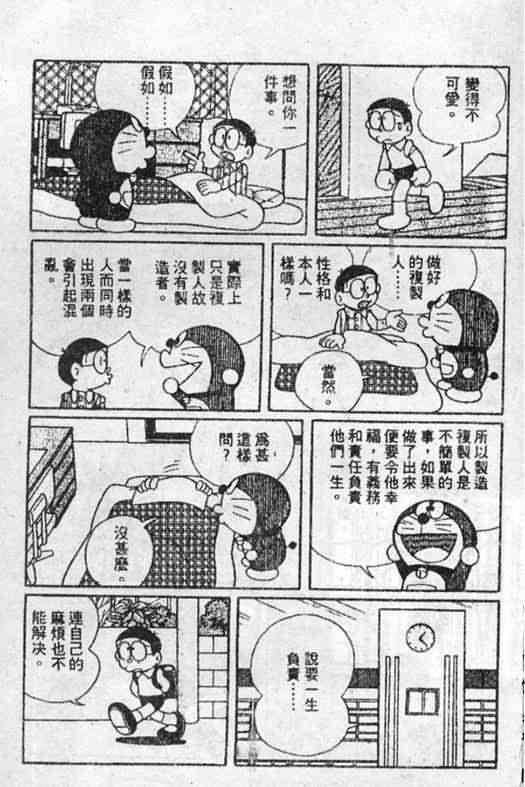 變得不
可愛。
想問你一
件事。
假如……
假如……
做好
的複製
人……
性格和
本人一
樣嗎?
當然。
實際上
只是複
製人故
沒有製
造者。
當一樣的
人而同時
出現兩個
會引起混
亂。
所以製造
複製人是
不簡單的
事,如果
做了出來
便要令他幸
福,有義務
和責任負責
他們一生。
爲甚
這樣
問?
沒甚麼。
說要一生
負責……
連自己的
麻煩也不
能解決。